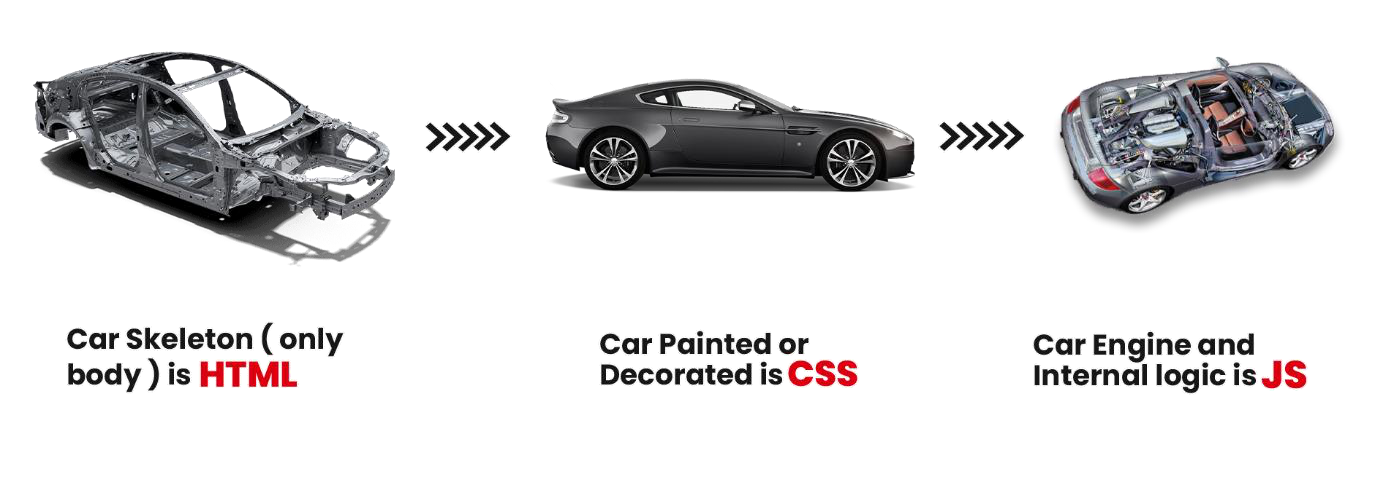 Car Skeleton ( only
body ) is HTML
Car Painted or
Decorated is CSS
Car Engine and
Internal logic is JS